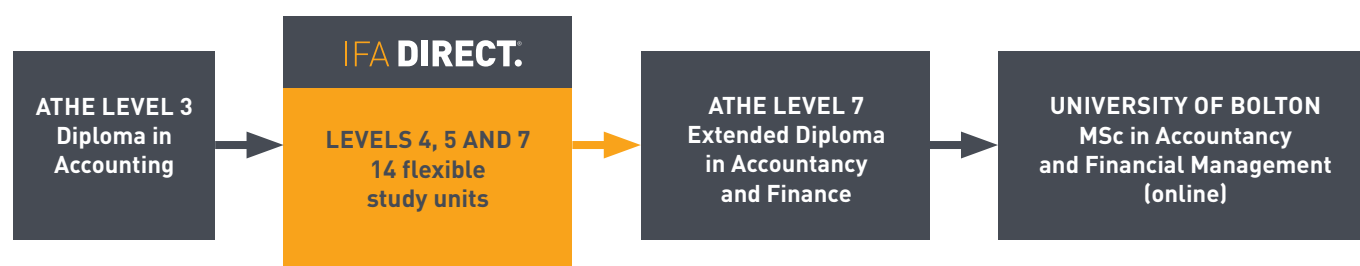 ATHE LEVEL 3
Diploma in
Accounting
IFA DIRECT.®
LEVELS 4, 5 AND 7
14 flexible
study units
ATHE LEVEL 7
Extended Diploma
in Accountancy
and Finance
UNIVERSITY OF BOLTON
MSc in Accountancy
and Financial Management
(online)